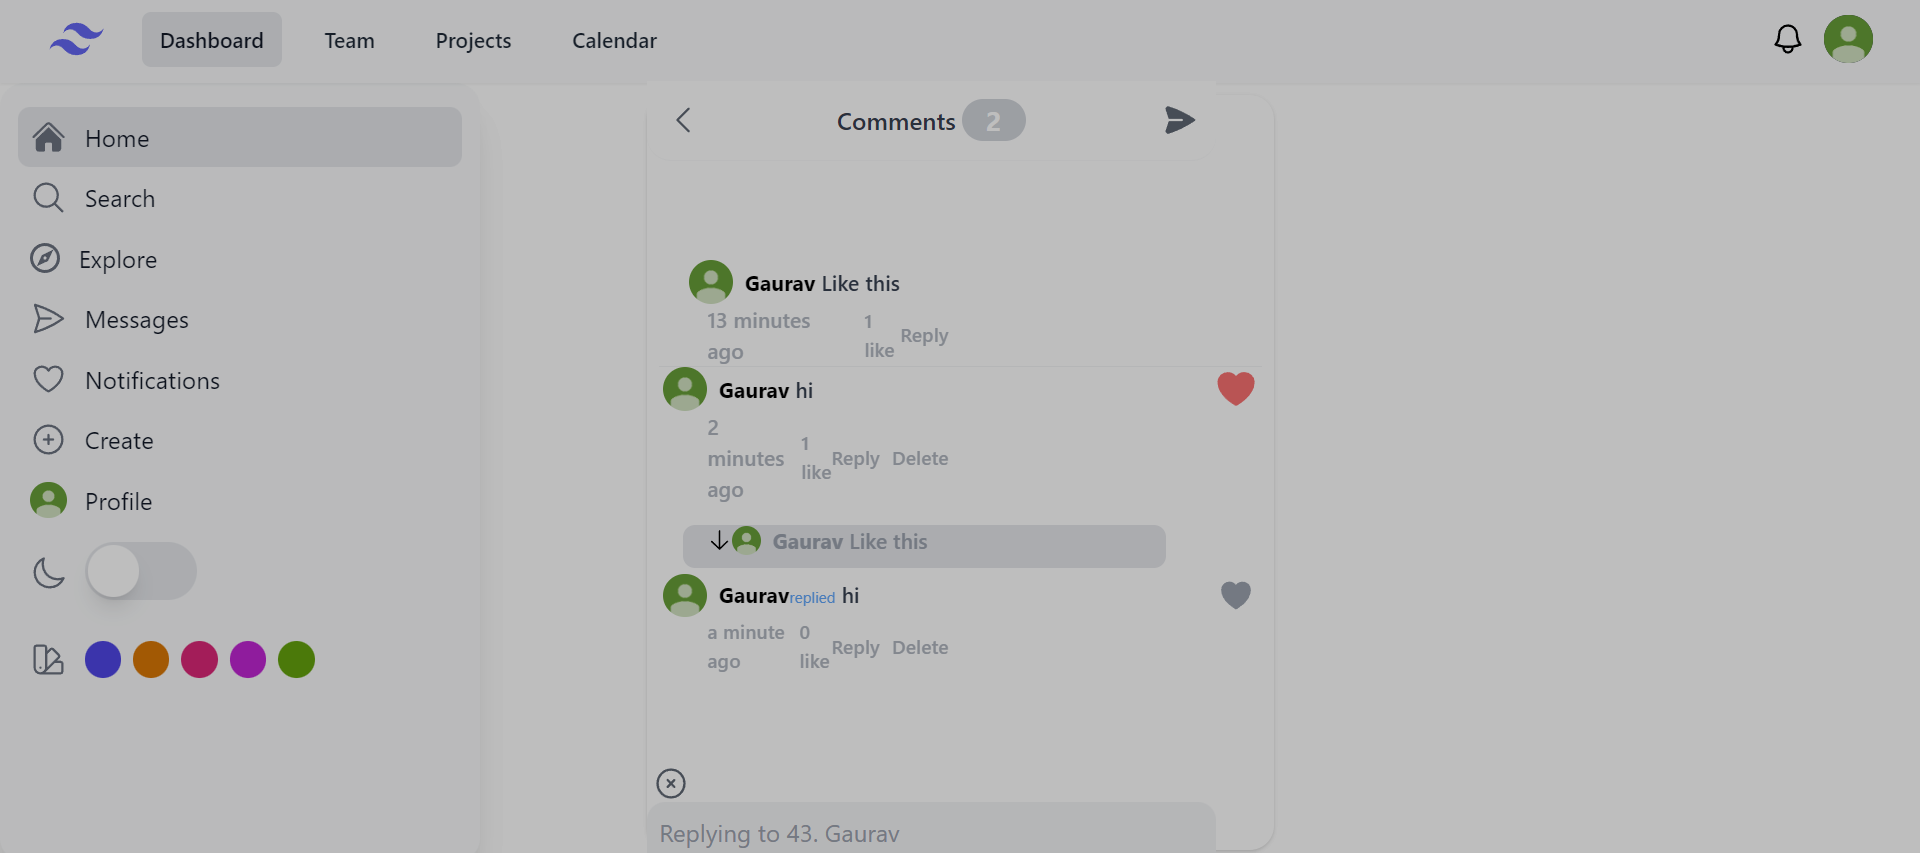 Dashboard Team Projects Calendar
Home
Search
Explore
Messages
Notifications
Create
Profile
Comments 2
Gaurav Like this
13 minutes ago
1 like
Reply
Gaurav hi
2 minutes ago
1 like
Reply Delete
Gaurav Like this
Gaurav replied hi
a minute ago
0 like
Reply Delete
Replying to 43. Gaurav